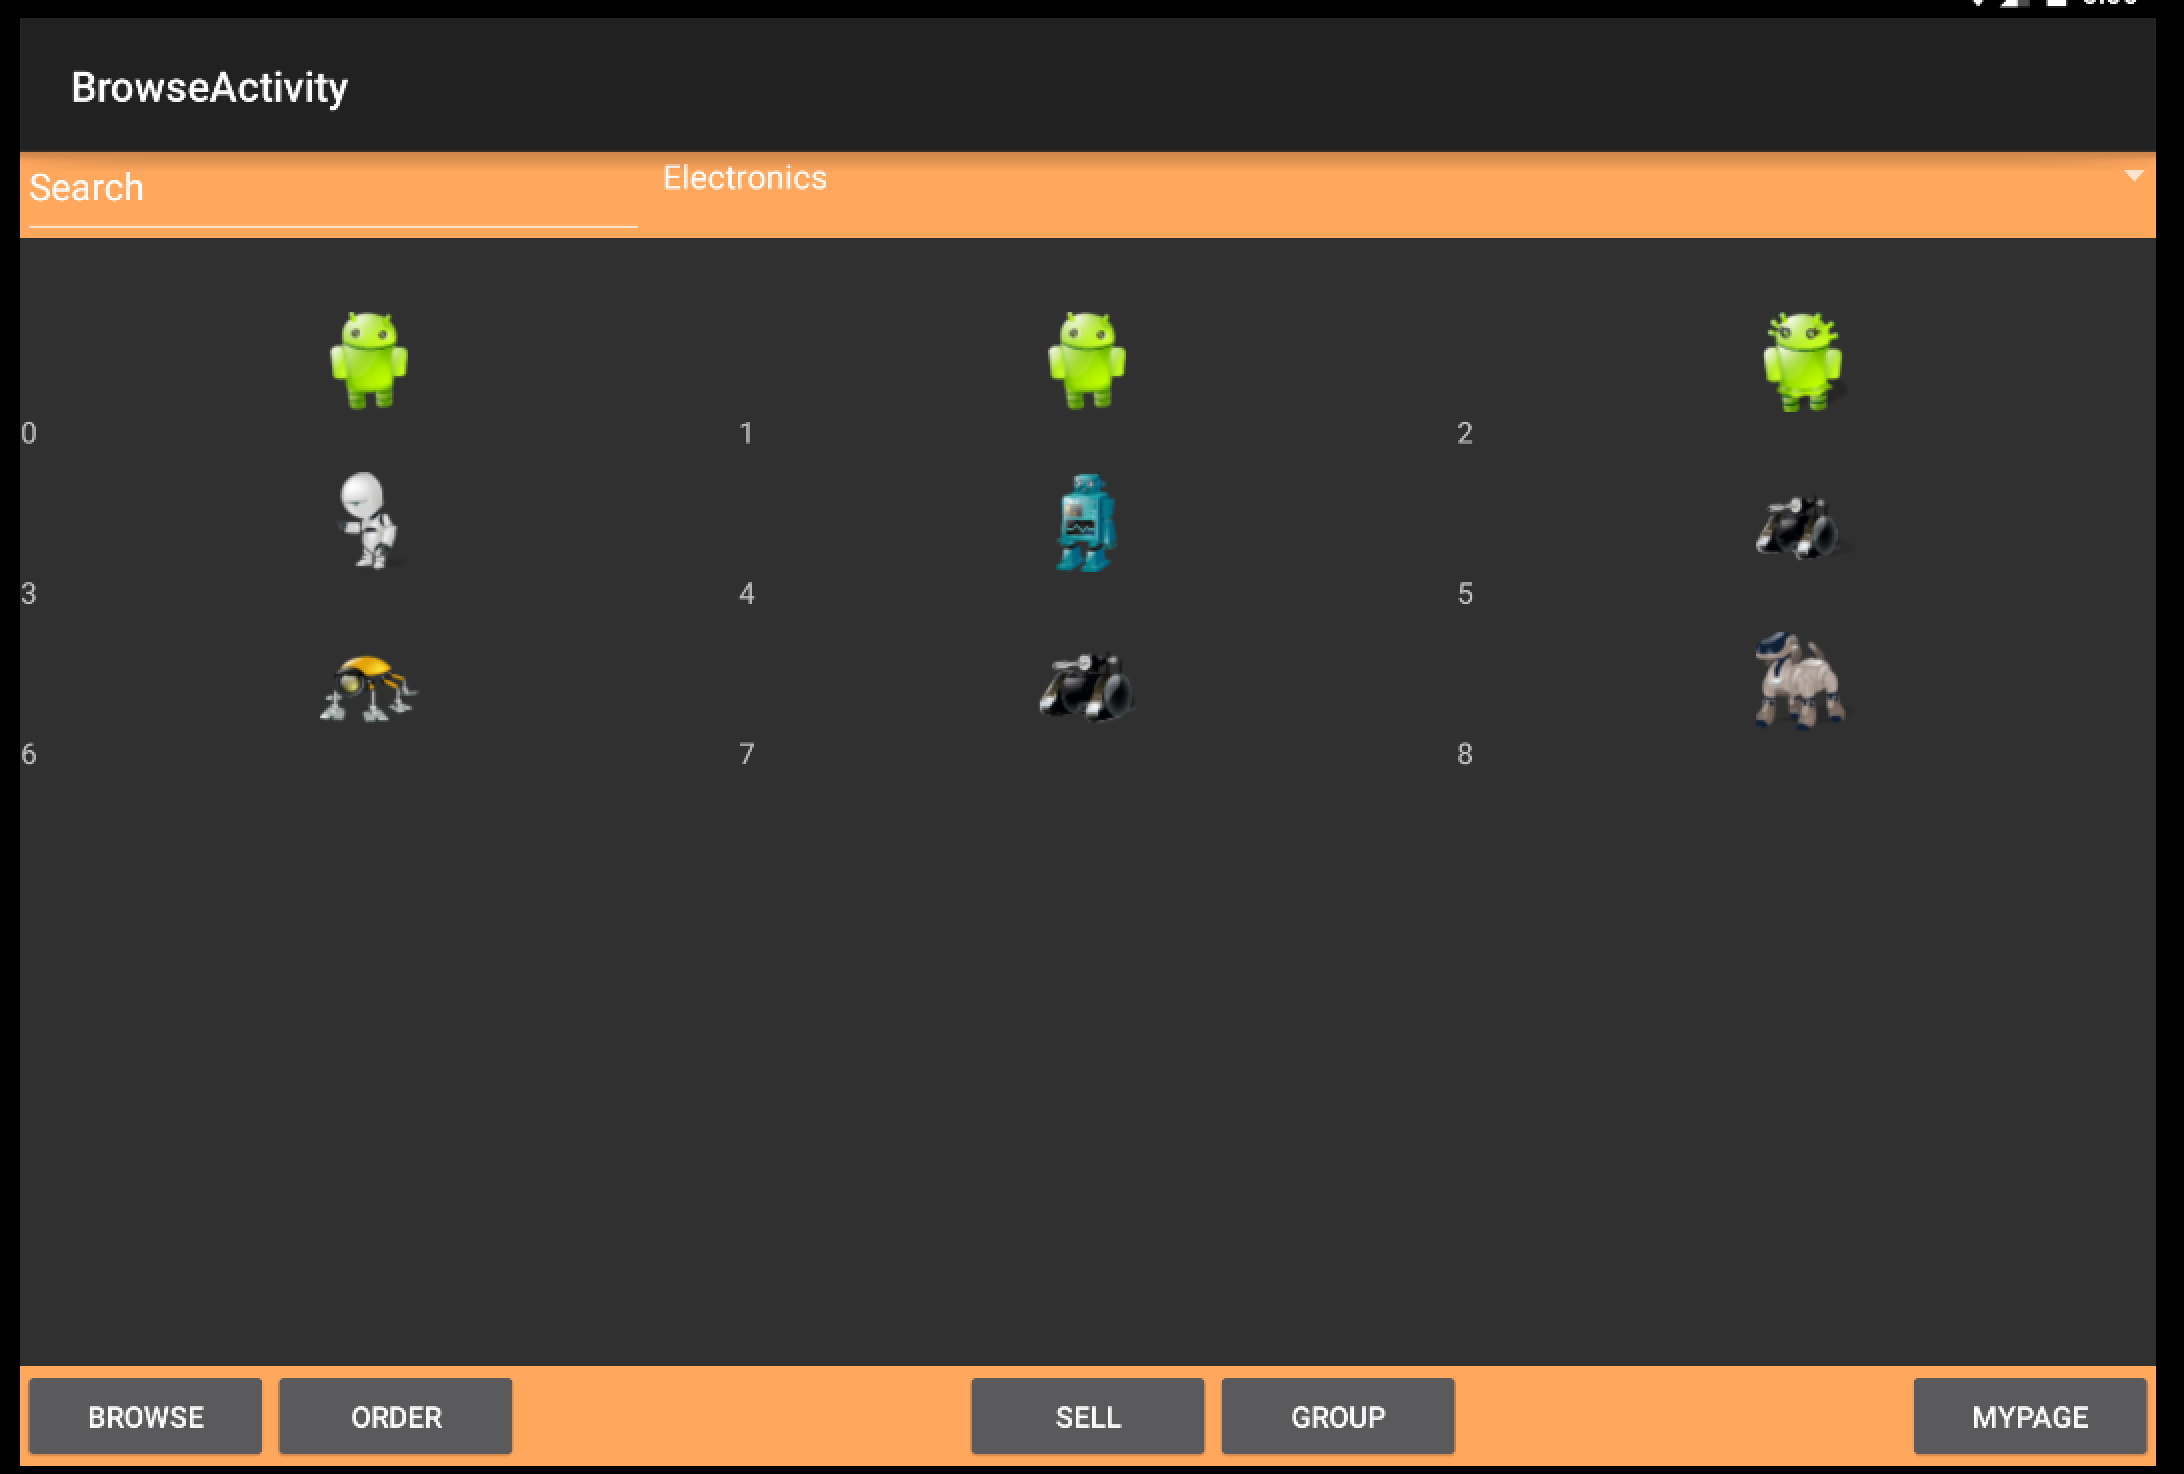 BrowseActivity
Search
Electronics
0 1 2
3 4 5
6 7 8
BROWSE ORDER SELL GROUP MYPAGE